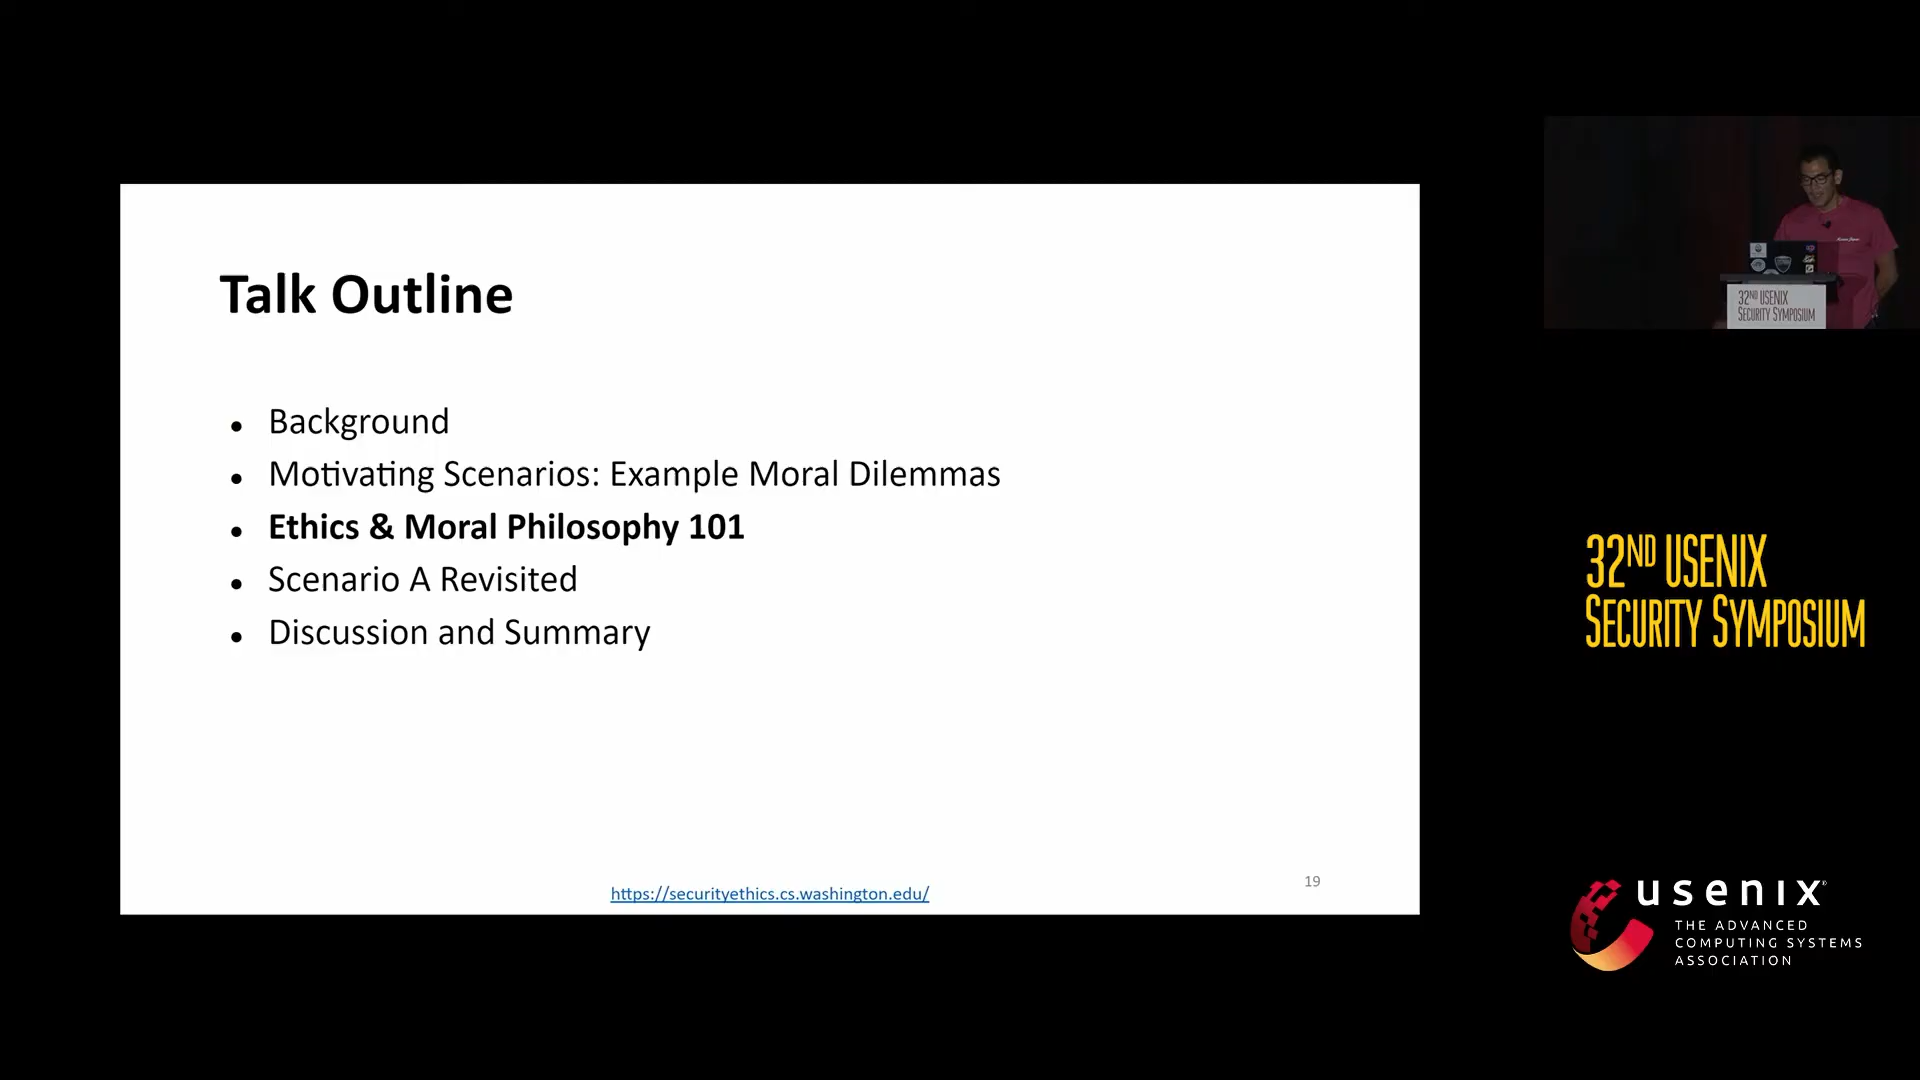 Talk Outline
Background
Motivating Scenarios: Example Moral Dilemmas
Ethics & Moral Philosophy 101
Scenario A Revisited
Discussion and Summary
https://securityethics.cs.washington.edu/
19
32ND USENIX
SECURITY SYMPOSIUM
32ND USENIX
SECURITY SYMPOSIUM
usenix®
THE ADVANCED
COMPUTING SYSTEMS
ASSOCIATION